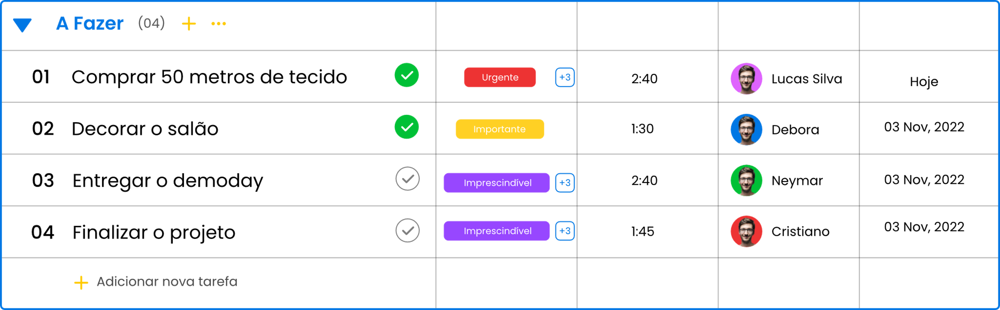 A Fazer (04)
01 Comprar 50 metros de tecido Urgente +3 2:40 Lucas Silva Hoje
02 Decorar o salão Importante 1:30 Debora 03 Nov, 2022
03 Entregar o demoday Imprescindível +3 2:40 Neymar 03 Nov, 2022
04 Finalizar o projeto Imprescindível +3 1:45 Cristiano 03 Nov, 2022
Adicionar nova tarefa